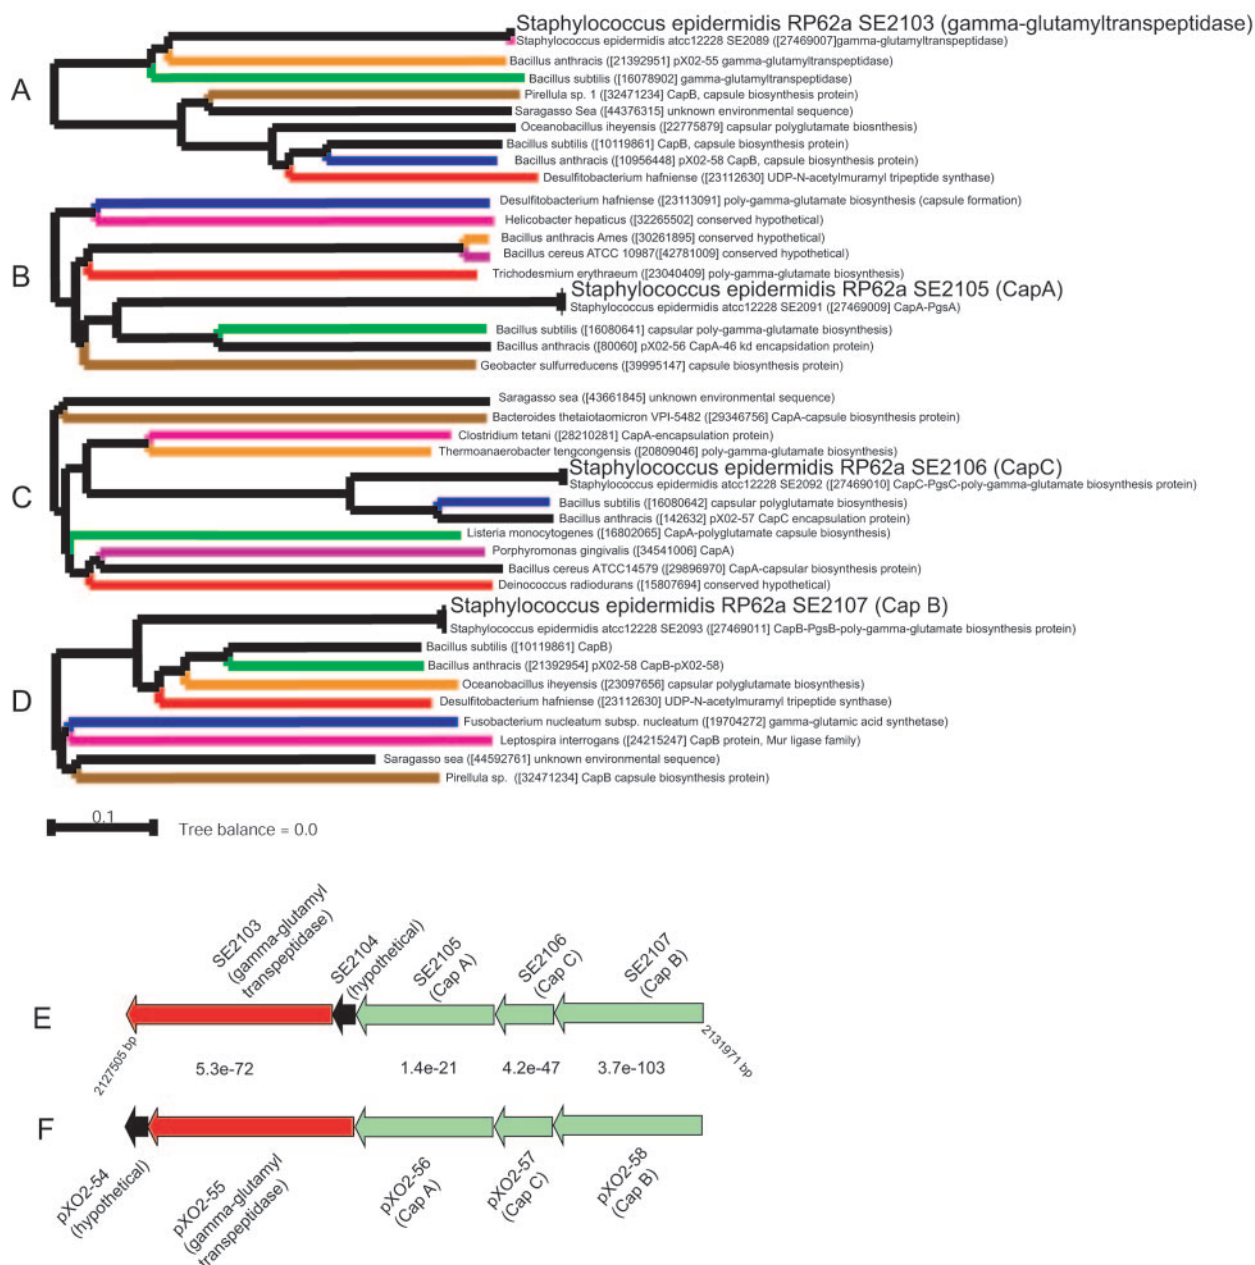 A
Staphylococcus epidermidis RP62a SE2103 (gamma-glutamyltranspeptidase)
Staphylococcus epidermidis atcc12228 SE2089 ([27469007]gamma-glutamyltranspeptidase)
Bacillus anthracis ([21392951] pX02-55 gamma-glutamyltranspeptidase)
Bacillus subtilis ([16078902] gamma-glutamyltranspeptidase)
Pirellula sp. 1 ([32471234] CapB, capsule biosynthesis protein)
Saragasso Sea ([44376315] unknown environmental sequence)
Oceanobacillus iheyensis ([22775879] capsular polyglutamate biosnthesis)
Bacillus subtilis ([10119861] CapB, capsule biosynthesis protein)
Bacillus anthracis ([10956448] pX02-58 CapB, capsule biosynthesis protein)
Desulfitobacterium hafniense ([23112630] UDP-N-acetylmuramyl tripeptide synthase)
B
Desulfitobacterium hafniense ([23113091] poly-gamma-glutamate biosynthesis (capsule formation)
Helicobacter hepaticus ([32265502] conserved hypothetical)
Bacillus anthracis Ames ([30261895] conserved hypothetical)
Bacillus cereus ATCC 10987([42781009] conserved hypothetical)
Trichodesmium erythraeum ([23040409] poly-gamma-glutamate biosynthesis)
Staphylococcus epidermidis RP62a SE2105 (CapA)
Staphylococcus epidermidis atcc12228 SE2091 ([27469009] CapA-PgsA)
Bacillus subtilis ([16080641] capsular poly-gamma-glutamate biosynthesis)
Bacillus anthracis ([80060] pX02-56 CapA-46 kd encapsidation protein)
Geobacter sulfurreducens ([39995147] capsule biosynthesis protein)
C
Saragasso sea ([43661845] unknown environmental sequence)
Bacteroides thetaiotaomicron VPI-5482 ([29346756] CapA-capsule biosynthesis protein)
Clostridium tetani ([28210281] CapA-encapsulation protein)
Thermoanaerobacter tengcongensis ([20809046] poly-gamma-glutamate biosynthesis)
Staphylococcus epidermidis RP62a SE2106 (CapC)
Staphylococcus epidermidis atcc12228 SE2092 ([27469010] CapC-PgsC-poly-gamma-glutamate biosynthesis protein)
Bacillus subtilis ([16080642] capsular polyglutamate biosynthesis)
Bacillus anthracis ([142632] pX02-57 CapC encapsulation protein)
Listeria monocytogenes ([16802065] CapA-polyglutamate capsule biosynthesis)
Porphyromonas gingivalis ([34541006] CapA)
Bacillus cereus ATCC14579 ([29896970] CapA-capsular biosynthesis protein)
Deinococcus radiodurans ([15807694] conserved hypothetical)
D
Staphylococcus epidermidis RP62a SE2107 (Cap B)
Staphylococcus epidermidis atcc12228 SE2093 ([27469011] CapB-PgsB-poly-gamma-glutamate biosynthesis protein)
Bacillus subtilis ([10119861] CapB)
Bacillus anthracis ([21392954] pX02-58 CapB-pX02-58)
Oceanobacillus iheyensis ([23097656] capsular polyglutamate biosynthesis)
Desulfitobacterium hafniense ([23112630] UDP-N-acetylmuramyl tripeptide synthase)
Fusobacterium nucleatum subsp. nucleatum ([19704272] gamma-glutamic acid synthetase)
Leptospira interrogans ([24215247] CapB protein, Mur ligase family)
Saragasso sea ([44592761] unknown environmental sequence)
Pirellula sp. ([32471234] CapB capsule biosynthesis protein)
0.1
Tree balance = 0.0
E
SE2103
(gamma-glutamyl
transpeptidase)
SE2104
(hypothetical)
SE2105
(Cap A)
SE2106
(Cap C)
SE2107
(Cap B)
2127505 bp
2131971 bp
5.3e-72
1.4e-21
4.2e-47
3.7e-103
F
pXO2-54
(hypothetical)
pXO2-55
(gamma-glutamyl
transpeptidase)
pXO2-56
(Cap A)
pXO2-57
(Cap C)
pXO2-58
(Cap B)